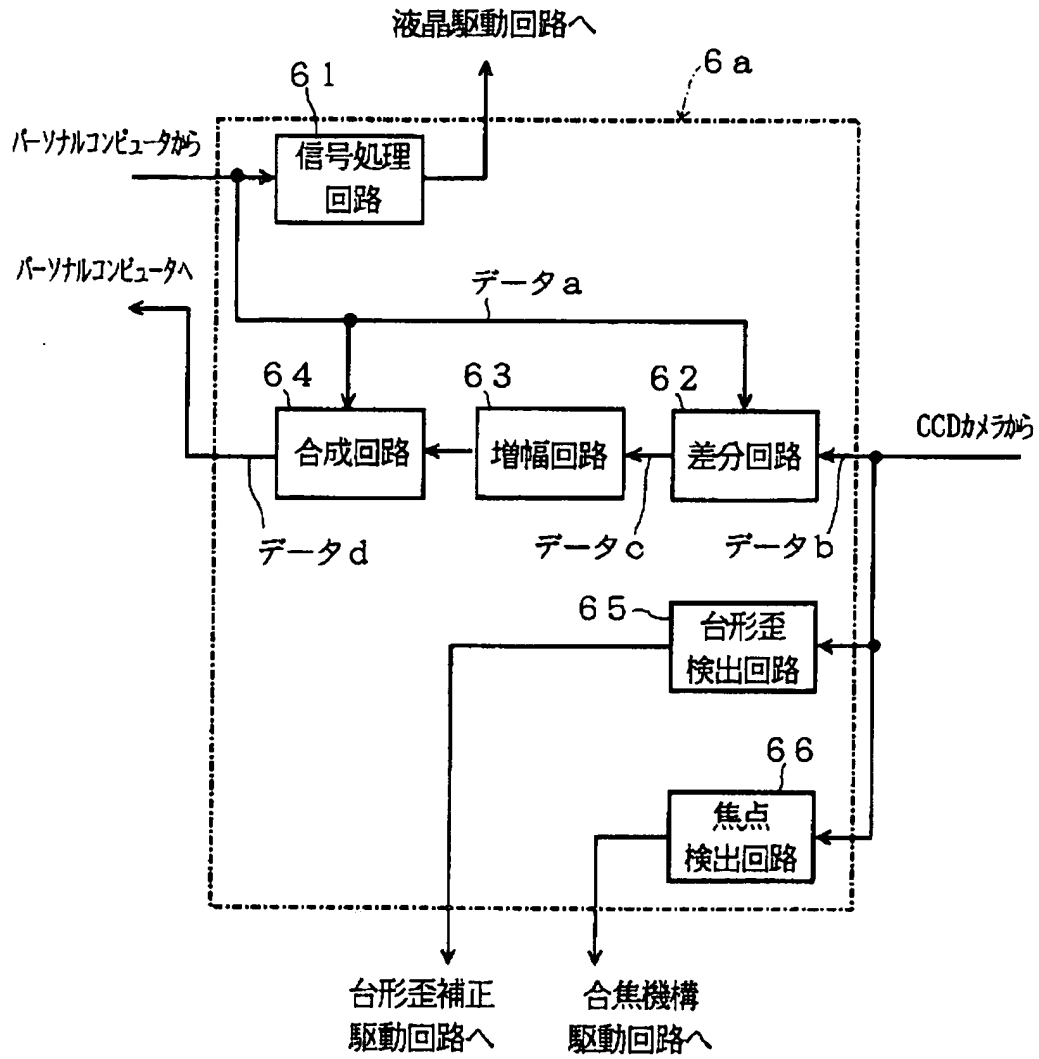 液晶駆動回路へ
61
6a
パーソナルコンピュータから
信号処理
回路
パーソナルコンピュータへ
データa
64
63
62
CCDカメラから
合成回路
増幅回路
差分回路
データd
データc
データb
65
台形歪
検出回路
66
焦点
検出回路
台形歪補正
駆動回路へ
合焦機構
駆動回路へ